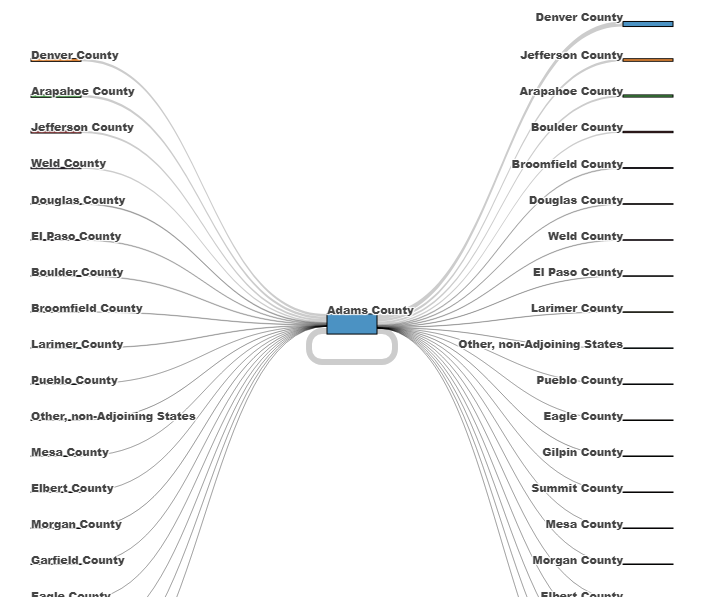 Denver County
Arapahoe County
Jefferson County
Weld County
Douglas County
El Paso County
Boulder County
Broomfield County
Larimer County
Pueblo County
Other, non-Adjoining States
Mesa County
Elbert County
Morgan County
Garfield County
Eagle County
Adams County
Denver County
Jefferson County
Arapahoe County
Boulder County
Broomfield County
Douglas County
Weld County
El Paso County
Larimer County
Other, non-Adjoining States
Pueblo County
Eagle County
Gilpin County
Summit County
Mesa County
Morgan County
Elbert County